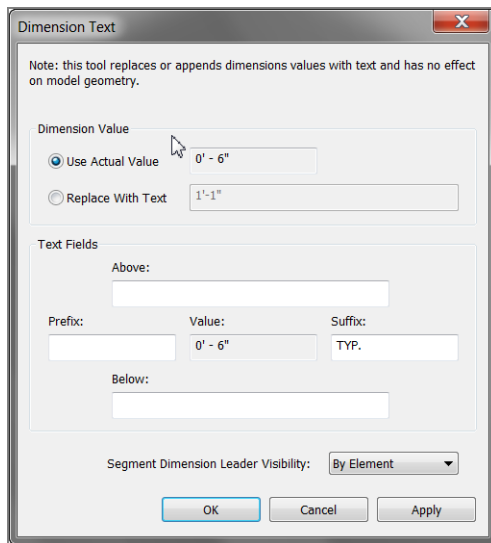 Dimension Text
Note: this tool replaces or appends dimensions values with text and has no effect
on model geometry.
Dimension Value
Use Actual Value 0' - 6"
Replace With Text 1'-1"
Text Fields
Above:
Prefix: Value: Suffix:
0' - 6" TYP.
Below:
Segment Dimension Leader Visibility: By Element
OK Cancel Apply